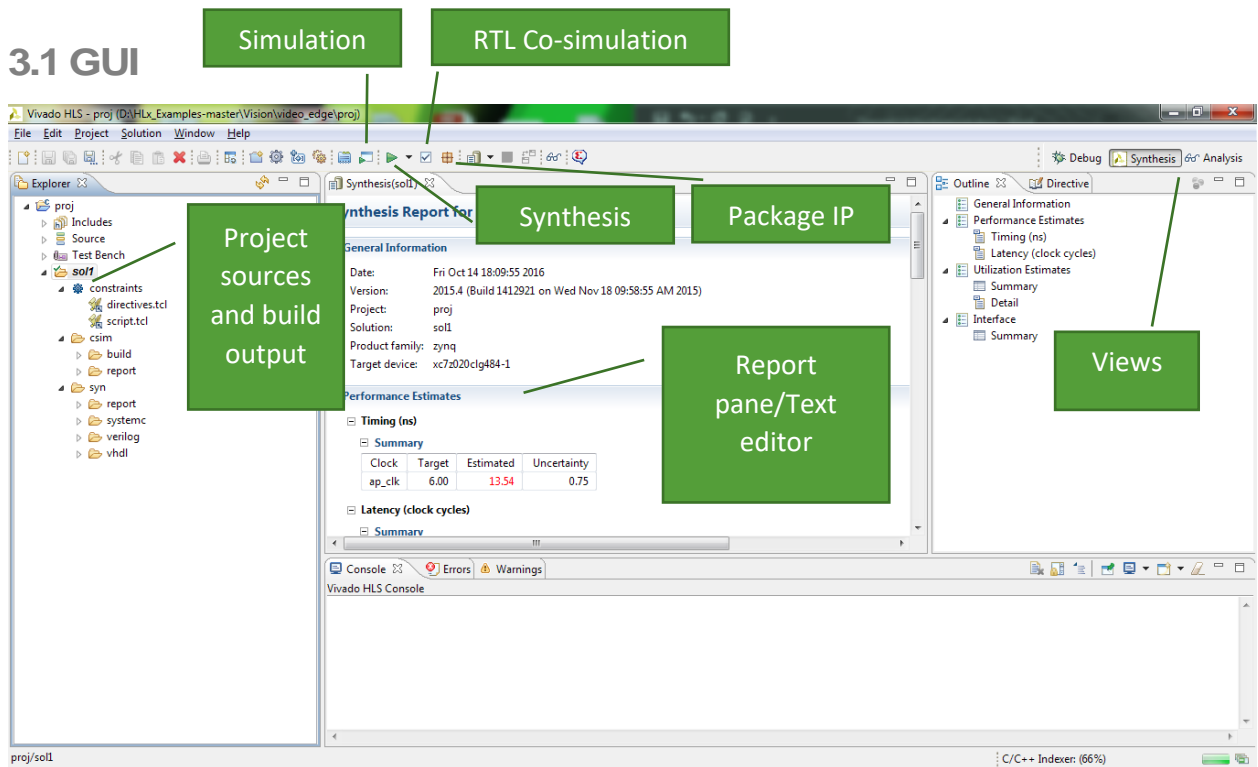 Simulation
RTL Co-simulation
3.1 GUI
Vivado HLS - proj (D:\HLx_Examples-master\Vision\video_edge\proj)
File Edit Project Solution Window Help
Debug Synthesis Analysis
Explorer
proj
Includes
Source
Test Bench
sol1
constraints
directives.tcl
script.tcl
csim
build
report
syn
report
systemc
verilog
vhdl
Project
sources
and build
output
Synthesis(sol1)
Synthesis
Package IP
ynthesis Report for
General Information
Date: Fri Oct 14 18:09:55 2016
Version: 2015.4 (Build 1412921 on Wed Nov 18 09:58:55 AM 2015)
Project: proj
Solution: sol1
Product family: zynq
Target device: xc7z020clg484-1
Report
pane/Text
editor
Performance Estimates
Timing (ns)
Summary
Clock Target Estimated Uncertainty
ap_clk 6.00 13.54 0.75
Latency (clock cycles)
Summary
Outline Directive
General Information
Performance Estimates
Timing (ns)
Latency (clock cycles)
Utilization Estimates
Summary
Detail
Interface
Summary
Views
Console Errors Warnings
Vivado HLS Console
proj/sol1
C/C++ Indexer: (66%)